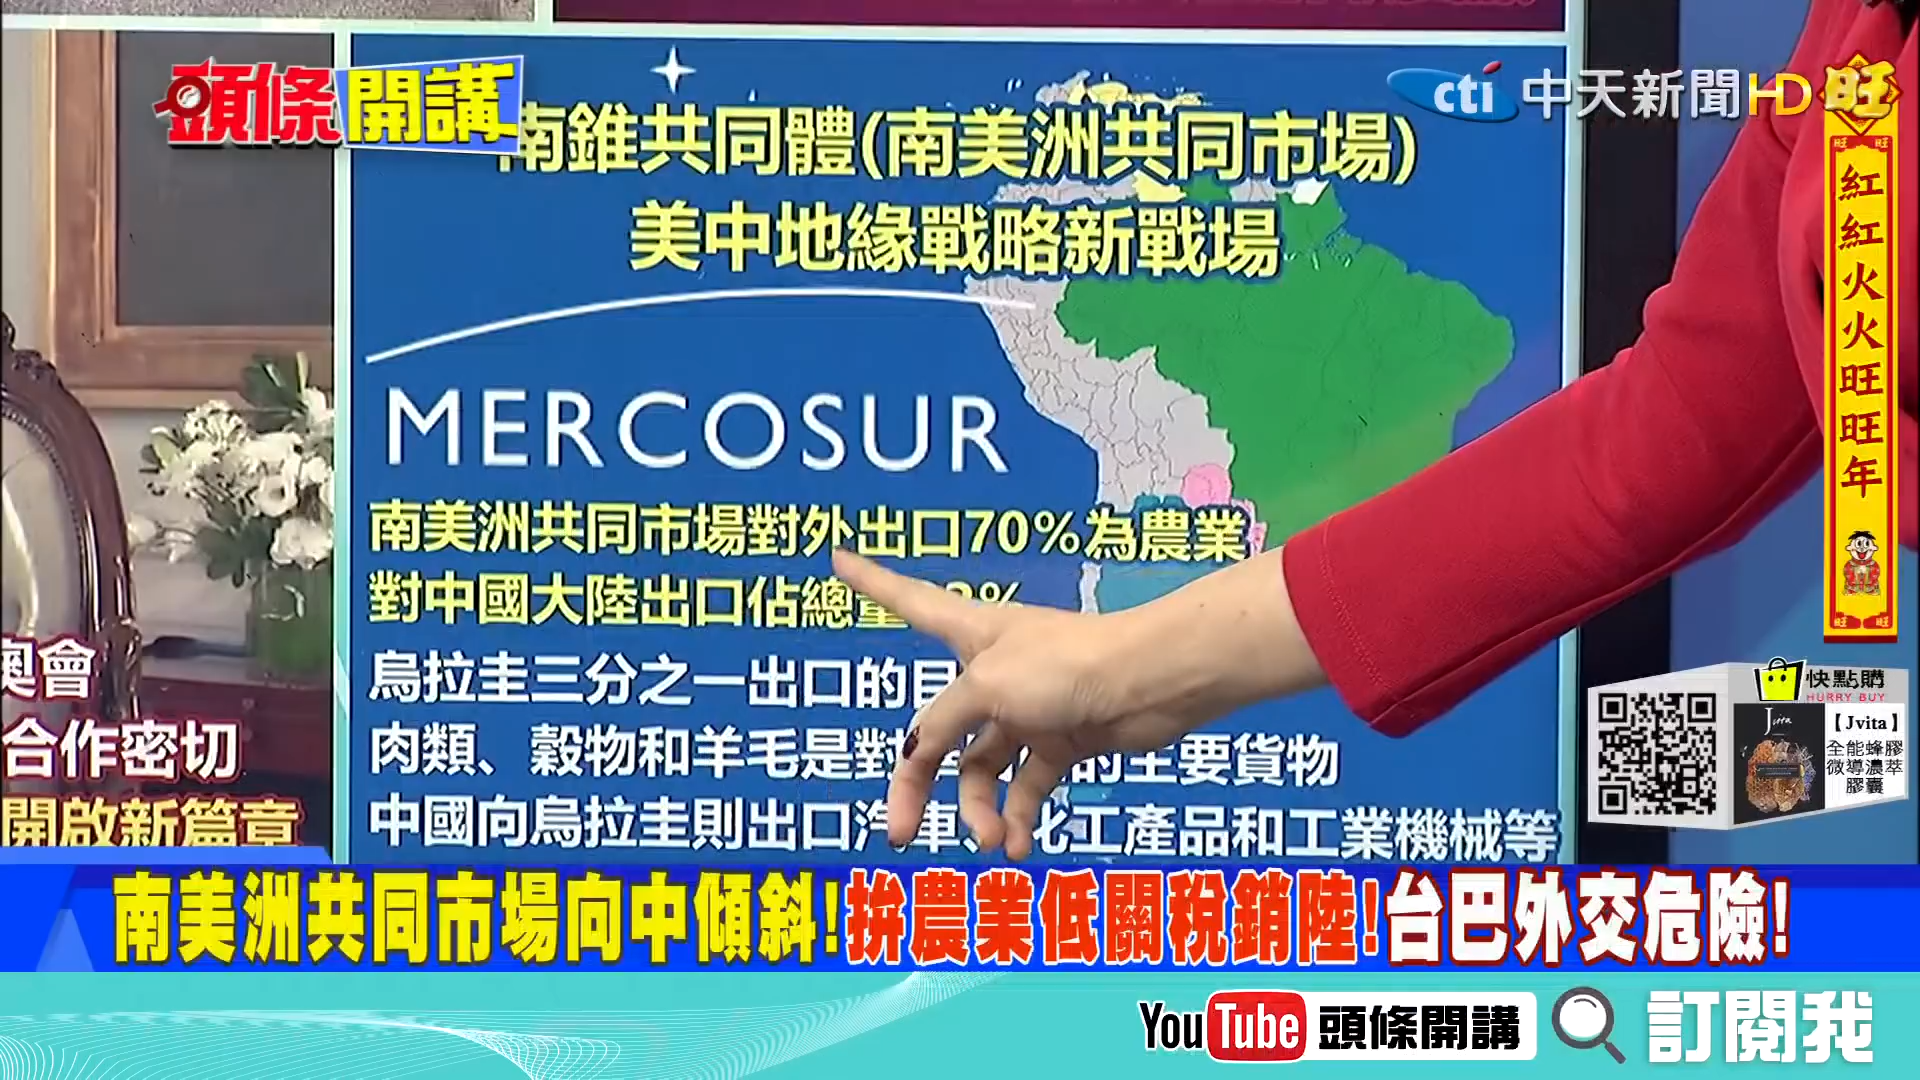 頭條開講
cti 中天新聞HD
旺
紅紅火火旺旺年
南錐共同體(南美洲共同市場)
美中地緣戰略新戰場
MERCOSUR
南美洲共同市場對外出口70%為農業
對中國大陸出口佔總量
烏拉圭三分之一出口的目
肉類、穀物和羊毛是對
的主要貨物
中國向烏拉圭則出口汽車、化工產品和工業機械等
奧會
合作密切
開啟新篇章
快點購
HURRY BUY
Jvita
【Jvita】
全能蜂膠
微導濃萃
膠囊
南美洲共同市場向中傾斜!拚農業低關稅銷陸!台巴外交危險!
YouTube 頭條開講 訂閱我